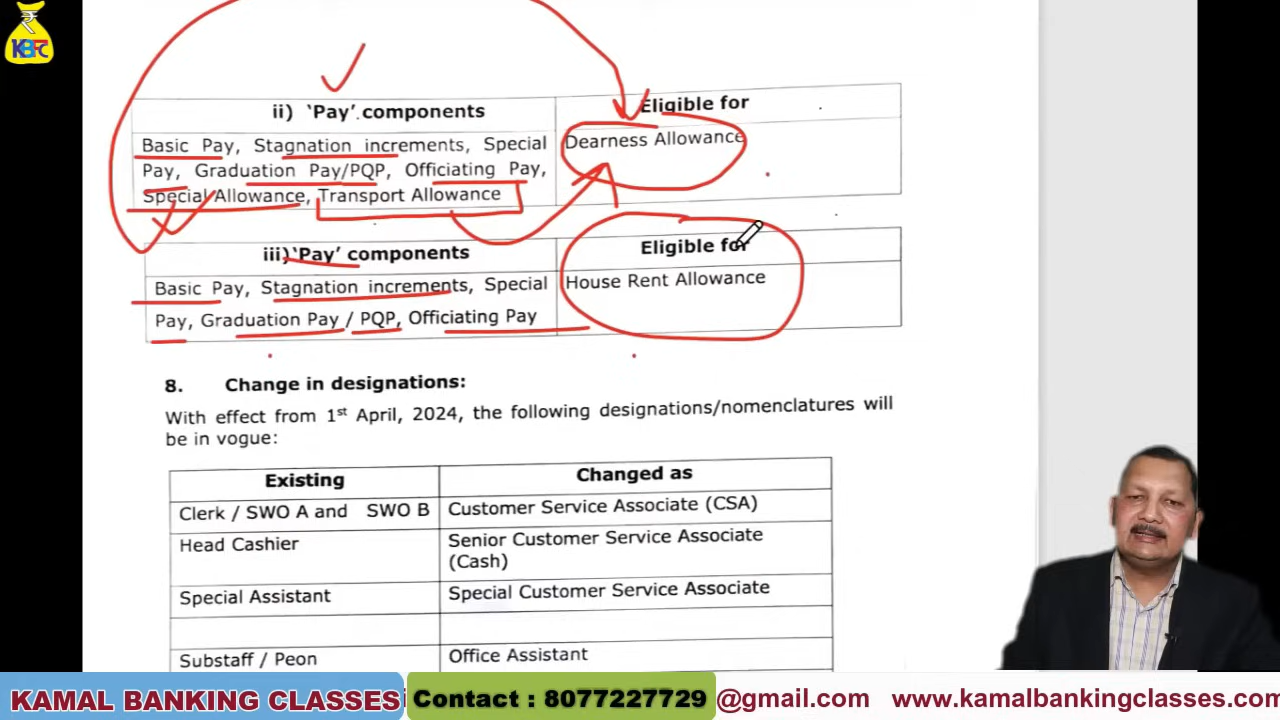 ₹
KBFC
ii) 'Pay' components
Eligible for
Basic Pay, Stagnation increments, Special
Pay, Graduation Pay/PQP, Officiating Pay,
Special Allowance, Transport Allowance
Dearness Allowance
iii) 'Pay' components
Eligible for
Basic Pay, Stagnation increments, Special
Pay, Graduation Pay / PQP, Officiating Pay
House Rent Allowance
8. Change in designations:
With effect from 1st April, 2024, the following designations/nomenclatures will
be in vogue:
Existing
Changed as
Clerk / SWO A and SWO B
Customer Service Associate (CSA)
Head Cashier
Senior Customer Service Associate
(Cash)
Special Assistant
Special Customer Service Associate
Substaff / Peon
Office Assistant
KAMAL BANKING CLASSES
Contact : 8077227729
@gmail.com
www.kamalbankingclasses.com